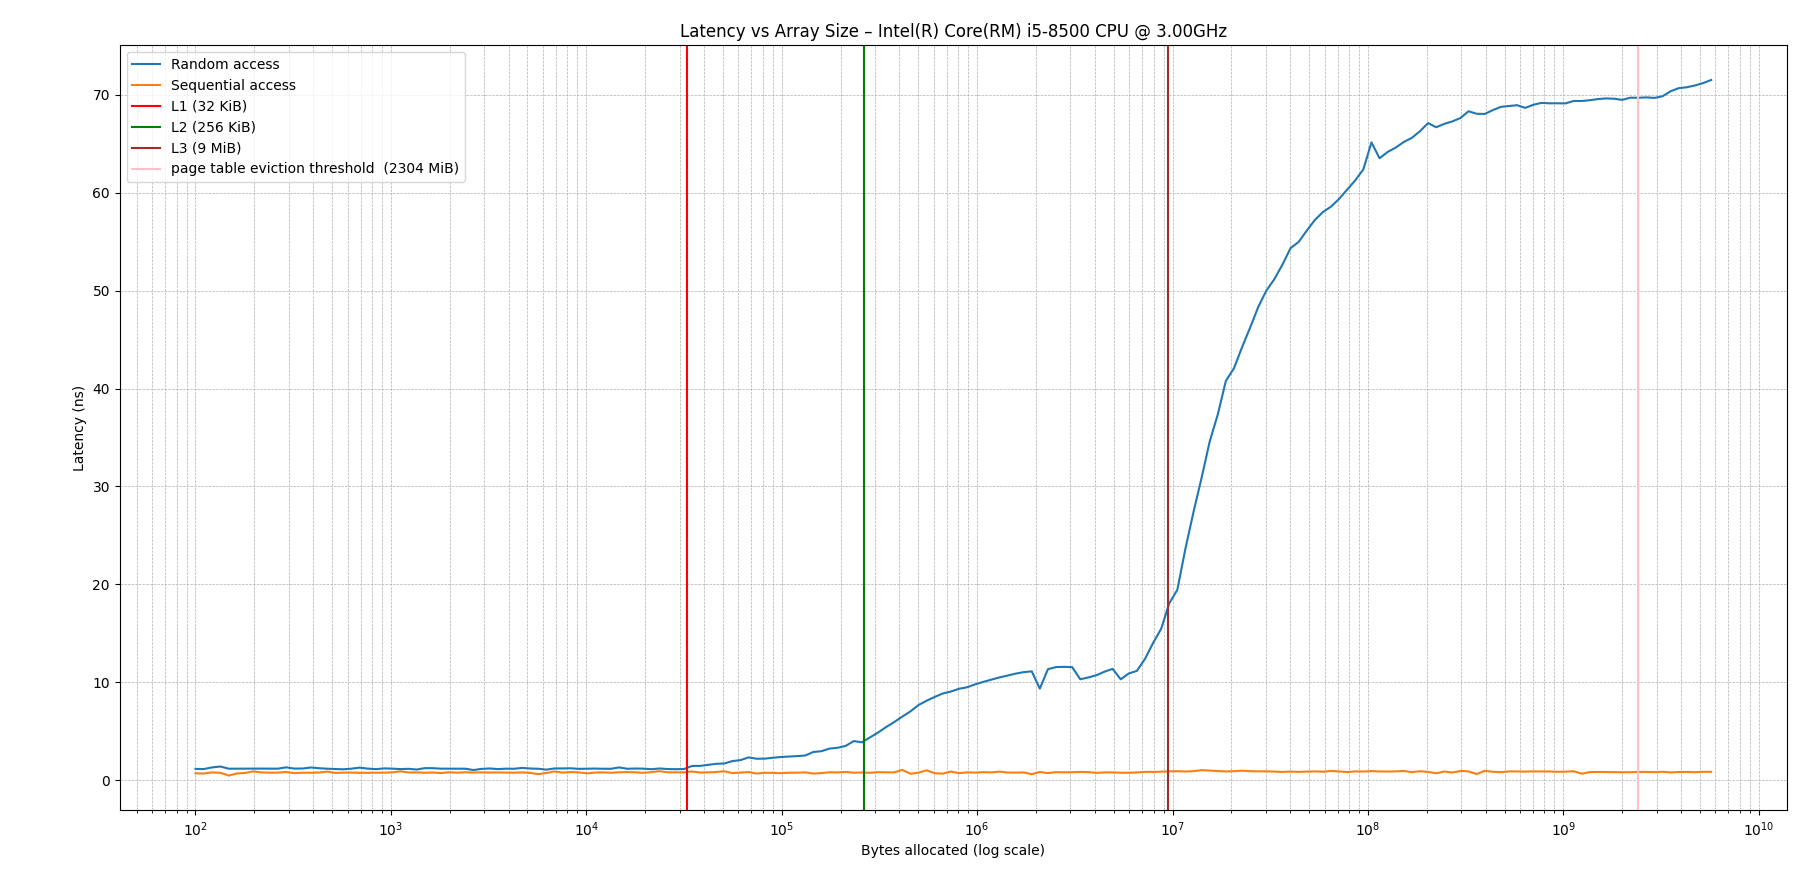 Latency vs Array Size – Intel(R) Core(RM) i5-8500 CPU @ 3.00GHz
Random access
Sequential access
L1 (32 KiB)
L2 (256 KiB)
L3 (9 MiB)
page table eviction threshold  (2304 MiB)
Latency (ns)
70
60
50
40
30
20
10
0
10² 10³ 10⁴ 10⁵ 10⁶ 10⁷ 10⁸ 10⁹ 10¹⁰
Bytes allocated (log scale)